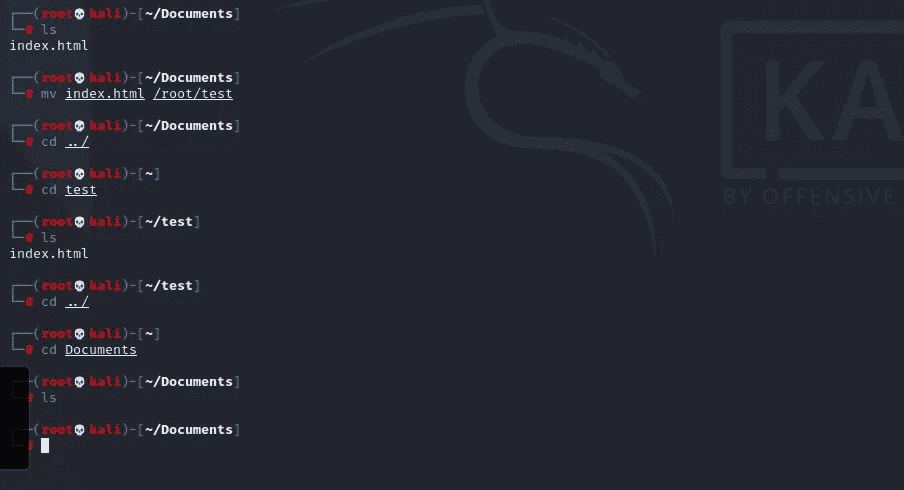 ┌──(root💀kali)-[~/Documents]
└─# ls
index.html
┌──(root💀kali)-[~/Documents]
└─# mv index.html /root/test
┌──(root💀kali)-[~/Documents]
└─# cd ../
┌──(root💀kali)-[~]
└─# cd test
┌──(root💀kali)-[~/test]
└─# ls
index.html
┌──(root💀kali)-[~/test]
└─# cd ../
┌──(root💀kali)-[~]
└─# cd Documents
┌──(root💀kali)-[~/Documents]
└─# ls
┌──(root💀kali)-[~/Documents]
└─#
KA
BY OFFENSIVE